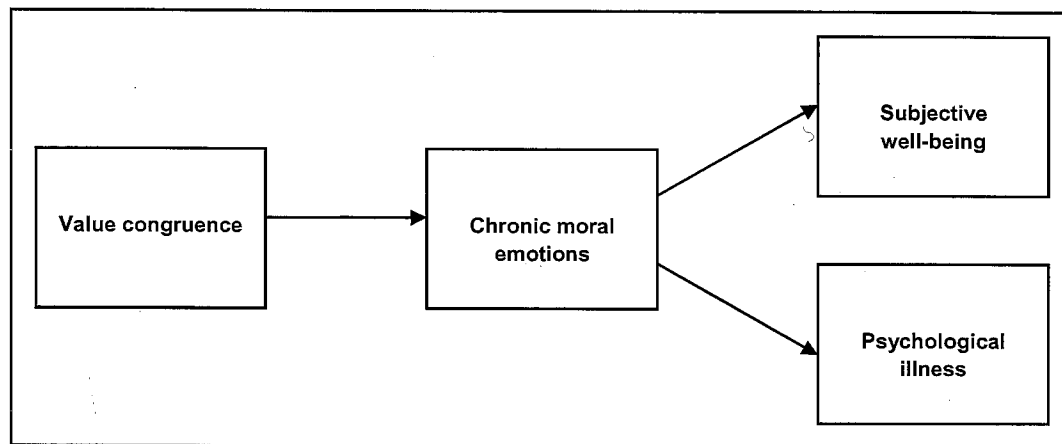 Subjective
well-being
Value congruence
Chronic moral
emotions
Psychological
illness